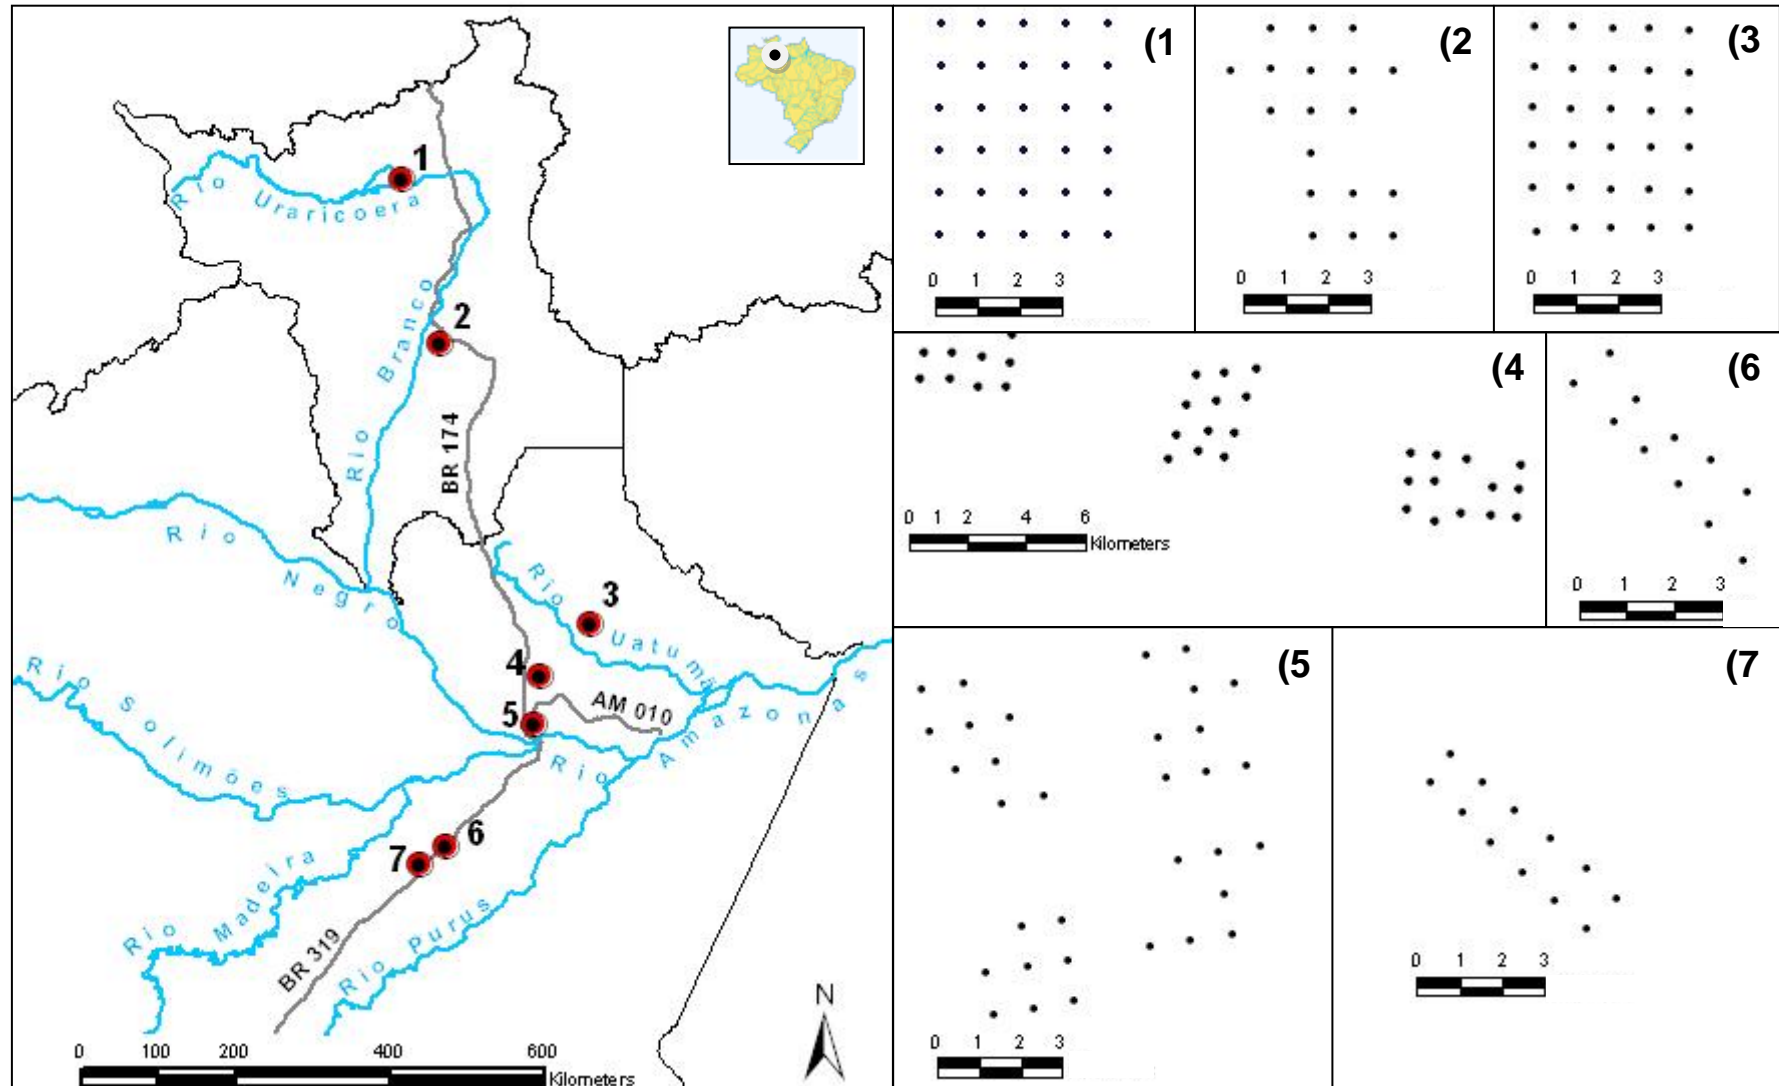 1
Rio Uraricoera
2
Rio Branco
BR 174
Rio Negro
Rio Uatumã
3
4
5
AM 010
Rio Solimões
Rio Amazonas
6
7
Rio Madeira
BR 319
Rio Purus
N
0 100 200 400 600
Kilometers
(1
0 1 2 3
(2
0 1 2 3
(3
0 1 2 3
(4
0 1 2 4 6
Kilometers
(6
0 1 2 3
(5
0 1 2 3
(7
0 1 2 3